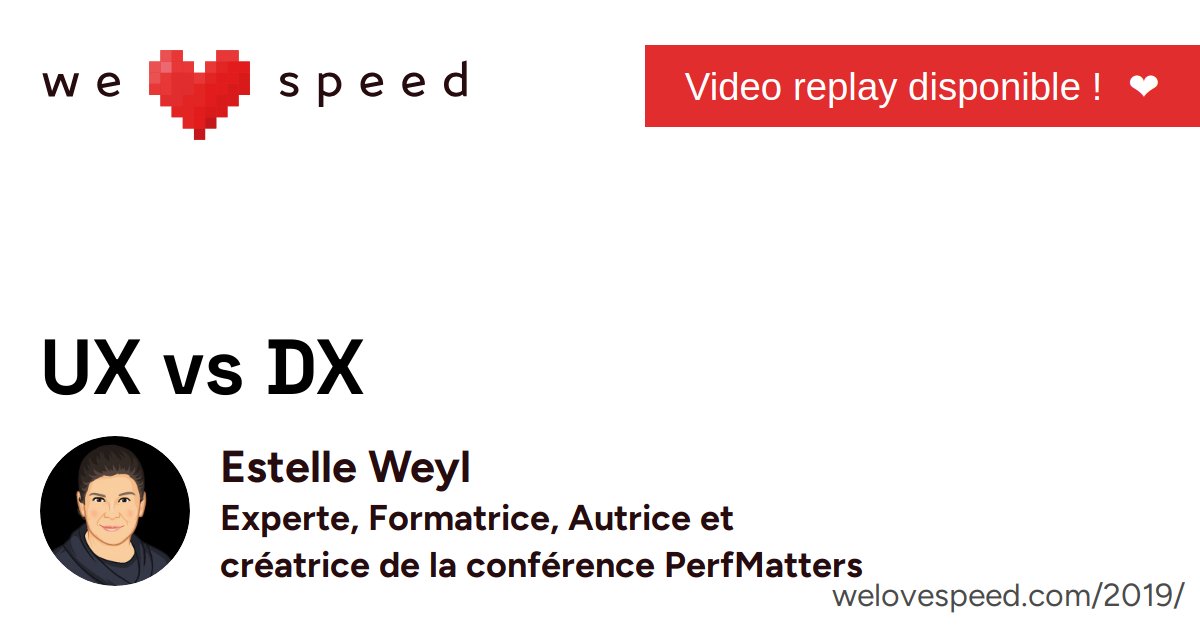 we speed
Video replay disponible ! ❤
UX vs DX
Estelle Weyl
Experte, Formatrice, Autrice et
créatrice de la conférence PerfMatters
welovespeed.com/2019/